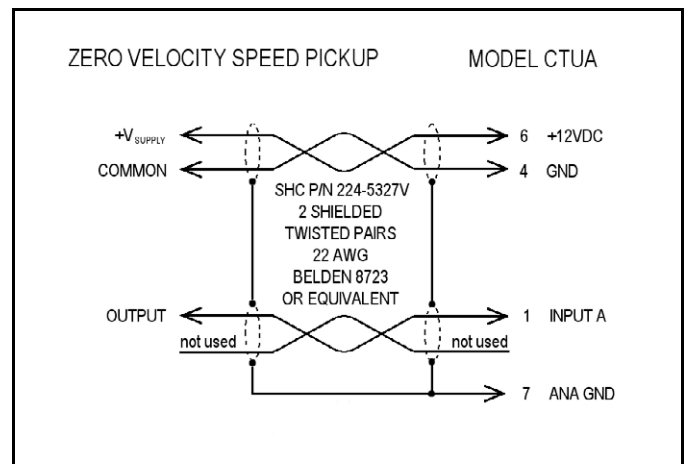 ZERO VELOCITY SPEED PICKUP MODEL CTUA
+V SUPPLY 6 +12VDC
COMMON 4 GND
SHC P/N 224-5327V
2 SHIELDED
TWISTED PAIRS
22 AWG
BELDEN 8723
OR EQUIVALENT
OUTPUT 1 INPUT A
not used not used
7 ANA GND